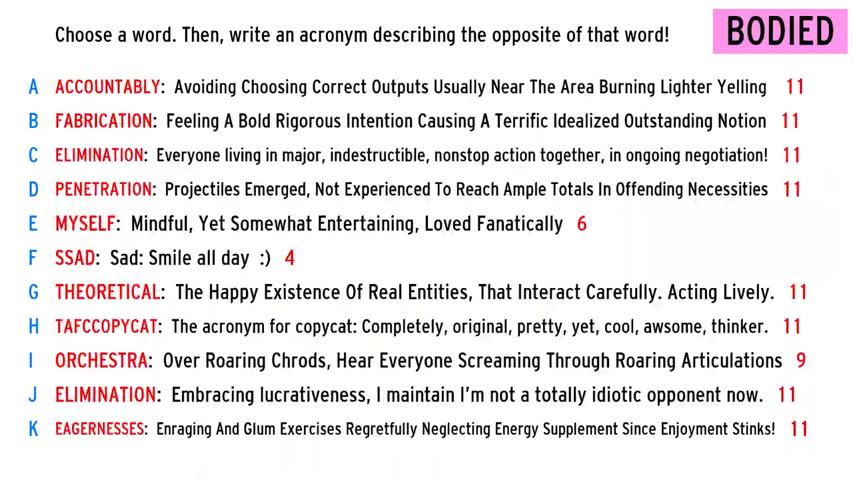 Choose a word. Then, write an acronym describing the opposite of that word!
BODIED
A ACCOUNTABLY: Avoiding Choosing Correct Outputs Usually Near The Area Burning Lighter Yelling 11
B FABRICATION: Feeling A Bold Rigorous Intention Causing A Terrific Idealized Outstanding Notion 11
C ELIMINATION: Everyone living in major, indestructible, nonstop action together, in ongoing negotiation! 11
D PENETRATION: Projectiles Emerged, Not Experienced To Reach Ample Totals In Offending Necessities 11
E MYSELF: Mindful, Yet Somewhat Entertaining, Loved Fanatically 6
F SSAD: Sad: Smile all day :) 4
G THEORETICAL: The Happy Existence Of Real Entities, That Interact Carefully. Acting Lively. 11
H TAFCCOPYCAT: The acronym for copycat: Completely, original, pretty, yet, cool, awsome, thinker. 11
I ORCHESTRA: Over Roaring Chrods, Hear Everyone Screaming Through Roaring Articulations 9
J ELIMINATION: Embracing lucrativeness, I maintain I'm not a totally idiotic opponent now. 11
K EAGERNESSES: Enraging And Glum Exercises Regretfully Neglecting Energy Supplement Since Enjoyment Stinks! 11